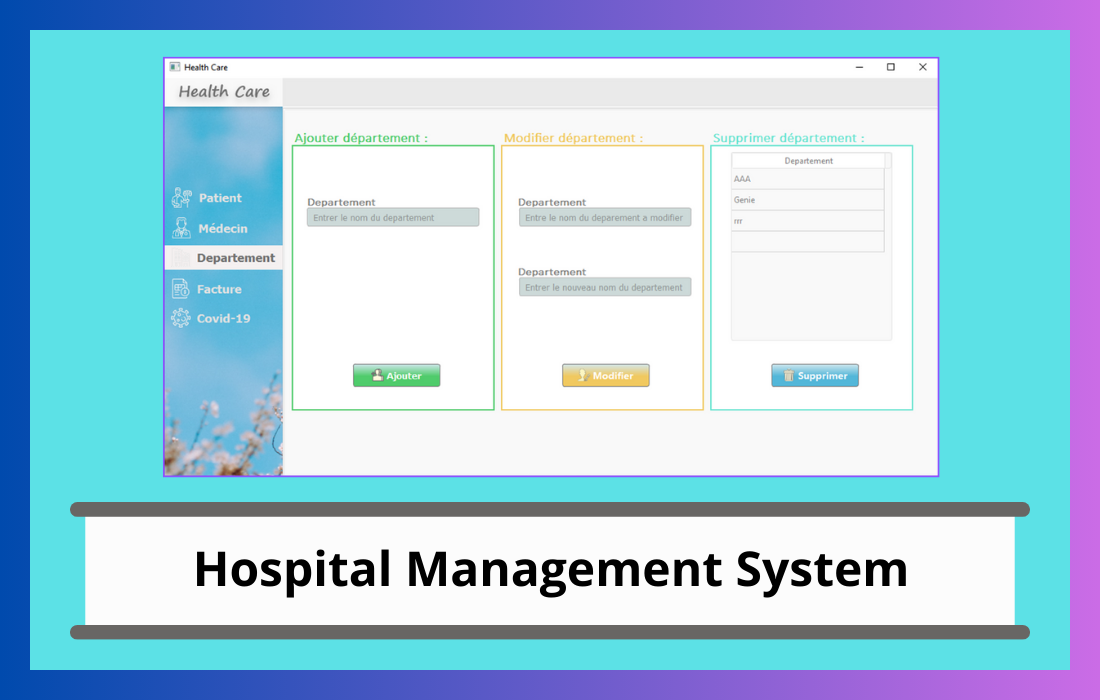 Health Care
Health Care
Patient
Médecin
Departement
Facture
Covid-19
Ajouter département :
Departement
Entrer le nom du departement
Ajouter
Modifier département :
Departement
Entre le nom du deparement a modifier
Departement
Entrer le nouveau nom du departement
Modifier
Supprimer département :
Departement
AAA
Genie
rrr
Supprimer
Hospital Management System